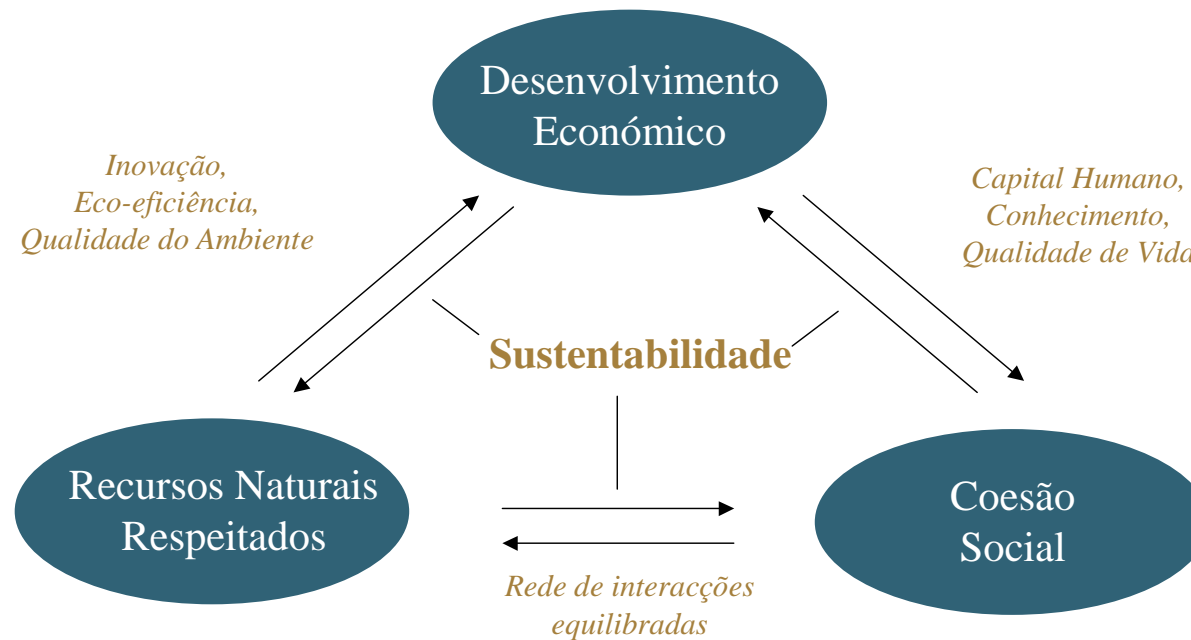 Desenvolvimento
Económico
Inovação,
Eco-eficiência,
Qualidade do Ambiente
Capital Humano,
Conhecimento,
Qualidade de Vida
Sustentabilidade
Recursos Naturais
Respeitados
Coesão
Social
Rede de interacções
equilibradas